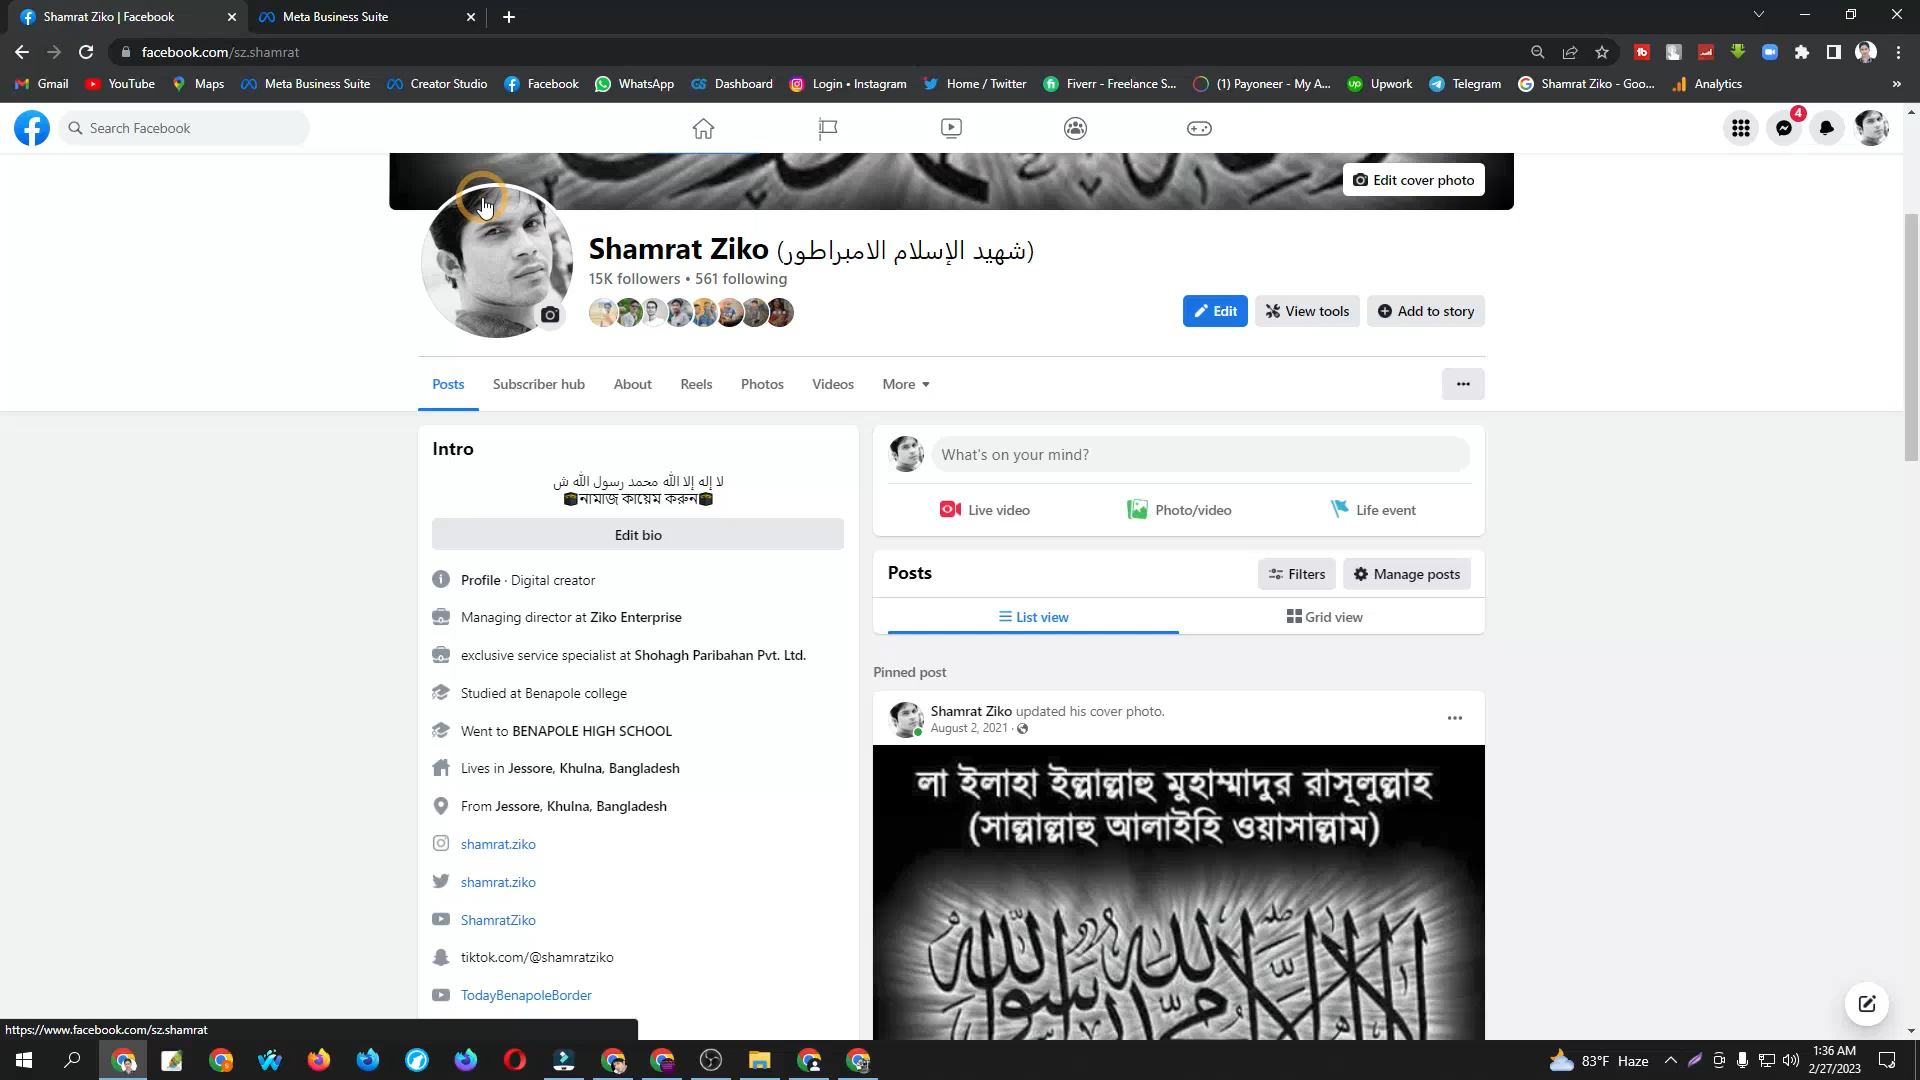 Shamrat Ziko | Facebook
Meta Business Suite
facebook.com/sz.shamrat
Gmail
YouTube
Maps
Meta Business Suite
Creator Studio
Facebook
WhatsApp
Dashboard
Login • Instagram
Home / Twitter
Fiverr - Freelance S...
(1) Payoneer - My A...
Upwork
Telegram
Shamrat Ziko - Goo...
Analytics
»
Search Facebook
4
Edit cover photo
Shamrat Ziko (شهيد الإسلام الامبراطور)
15K followers • 561 following
Edit
View tools
Add to story
Posts
Subscriber hub
About
Reels
Photos
Videos
More
Intro
لا إله إلا الله محمد رسول الله ش
নামাজ কায়েম করুন
Edit bio
Profile · Digital creator
Managing director at Ziko Enterprise
exclusive service specialist at Shohagh Paribahan Pvt. Ltd.
Studied at Benapole college
Went to BENAPOLE HIGH SCHOOL
Lives in Jessore, Khulna, Bangladesh
From Jessore, Khulna, Bangladesh
shamrat.ziko
shamrat.ziko
ShamratZiko
tiktok.com/@shamratziko
TodayBenapoleBorder
What's on your mind?
Live video
Photo/video
Life event
Posts
Filters
Manage posts
List view
Grid view
Pinned post
Shamrat Ziko updated his cover photo.
August 2, 2021 ·
লা ইলাহা ইল্লাল্লাহু মুহাম্মাদুর রাসূলুল্লাহ
(সাল্লাল্লাহু আলাইহি ওয়াসাল্লাম)
https://www.facebook.com/sz.shamrat
83°F Haze
1:36 AM
2/27/2023